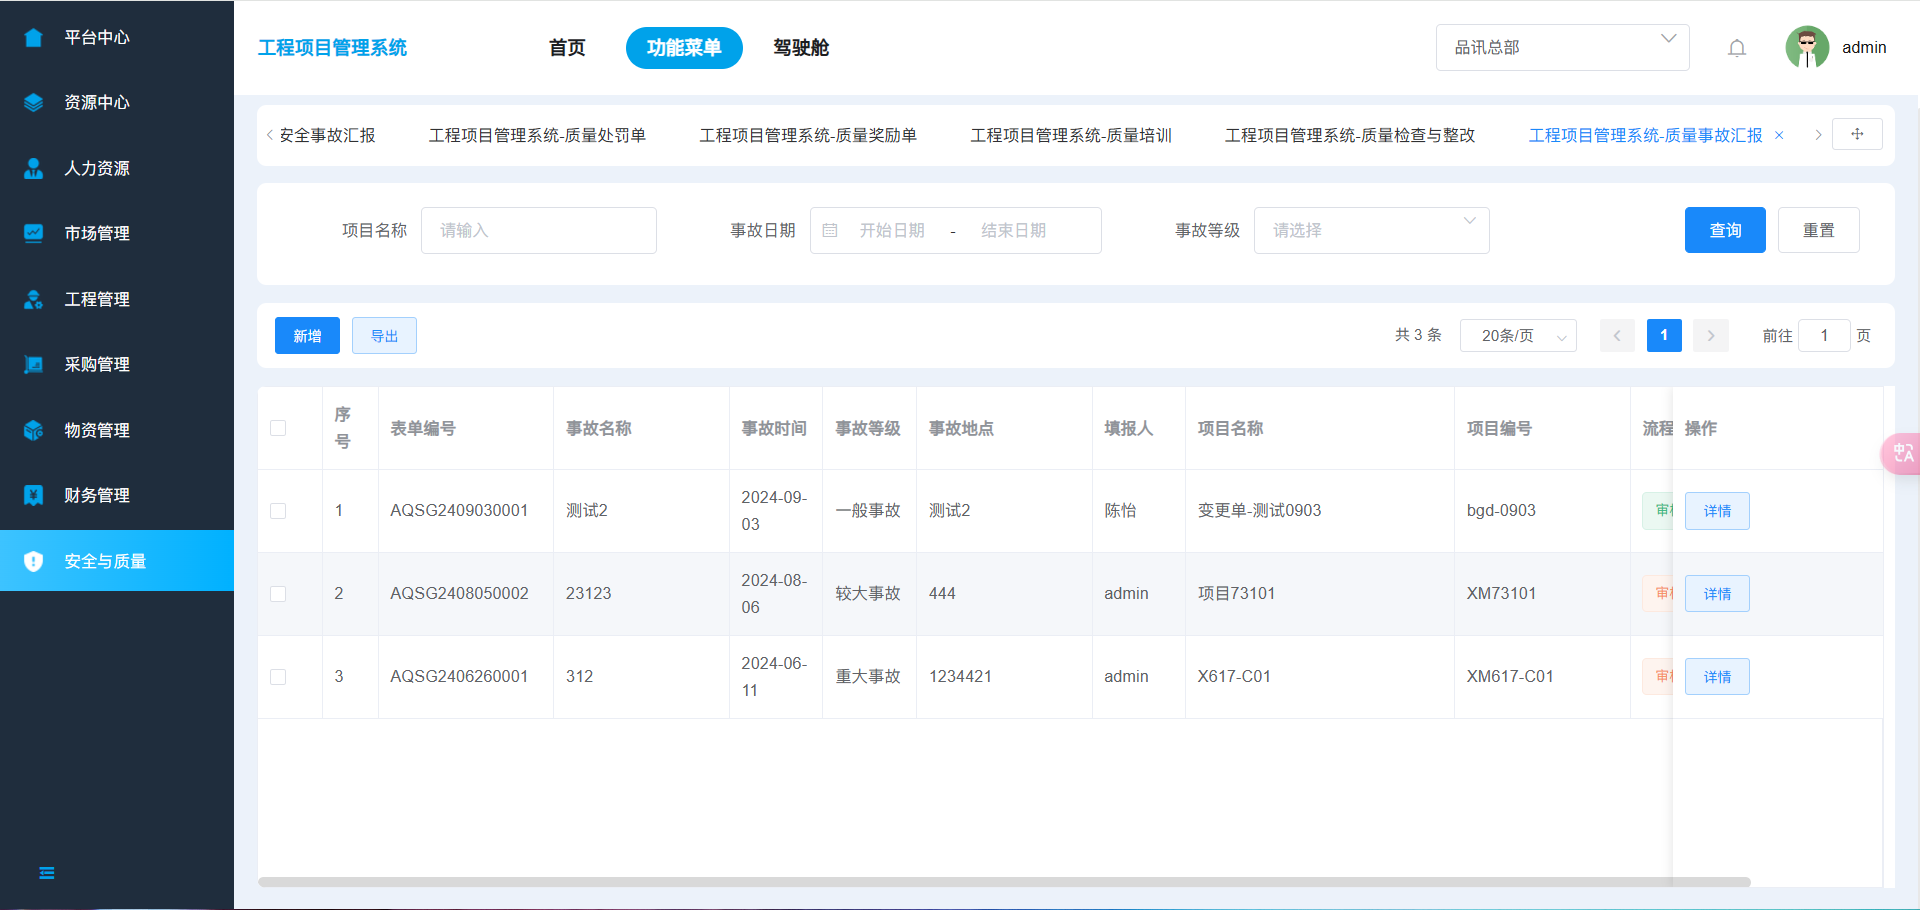 平台中心
资源中心
人力资源
市场管理
工程管理
采购管理
物资管理
财务管理
安全与质量
工程项目管理系统
首页
功能菜单
驾驶舱
品讯总部
admin
安全事故汇报
工程项目管理系统-质量处罚单
工程项目管理系统-质量奖励单
工程项目管理系统-质量培训
工程项目管理系统-质量检查与整改
工程项目管理系统-质量事故汇报
项目名称 请输入
事故日期 开始日期 - 结束日期
事故等级 请选择
查询 重置
新增 导出
共 3 条 20条/页 1 前往 1 页
序号 表单编号 事故名称 事故时间 事故等级 事故地点 填报人 项目名称 项目编号 流程 操作
1 AQSG2409030001 测试2 2024-09-03 一般事故 测试2 陈怡 变更单-测试0903 bgd-0903 审 详情
2 AQSG2408050002 23123 2024-08-06 较大事故 444 admin 项目73101 XM73101 审 详情
3 AQSG2406260001 312 2024-06-11 重大事故 1234421 admin X617-C01 XM617-C01 审 详情
中A